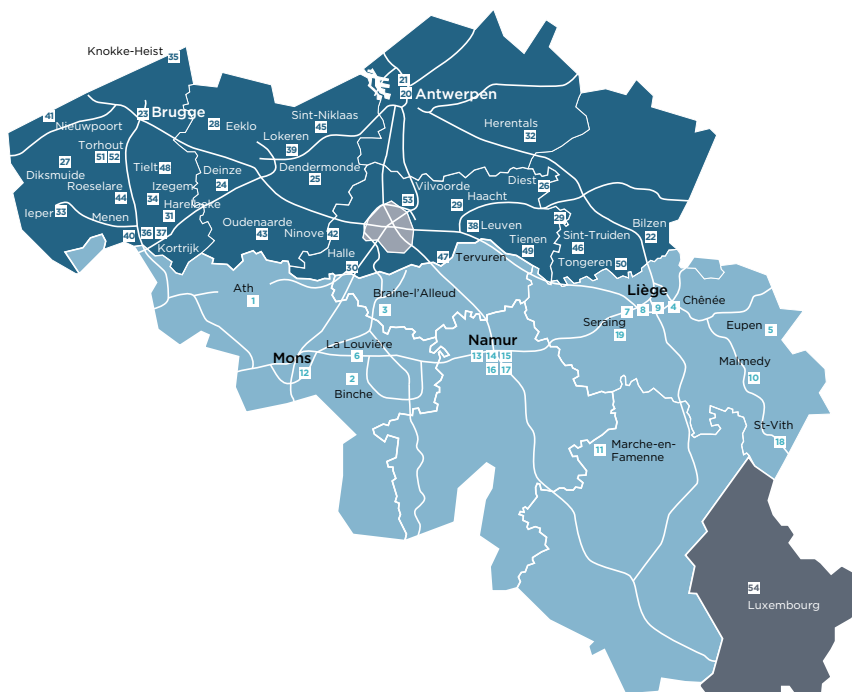 Knokke-Heist 35
21
20 Antwerpen
41
23 Brugge
Nieuwpoort
28 Eeklo
Sint-Niklaas
45
Herentals
32
Lokeren
39
Torhout
51 52
27
Diksmuide
Tielt 48
Deinze
24
Dendermonde
25
Vilvoorde
53
Haacht
29
Diest
26
Roeselare
44
Izegem
34
Harelbeke
31
Ieper 33
Menen
40
36 37
Kortrijk
Oudenaarde
43
Ninove 42
Halle
30
38 Leuven
29
Tienen
49
Sint-Truiden
46
Bilzen
22
Tongeren 50
47 Tervuren
Ath
1
Braine-l'Alleud
3
Liège
7 8 9 4
Chênée
Seraing
19
Eupen 5
La Louvière
6
Mons
12
2
Binche
Namur
13 14 15
16 17
Malmedy
10
St-Vith
18
11 Marche-en-
Famenne
54
Luxembourg